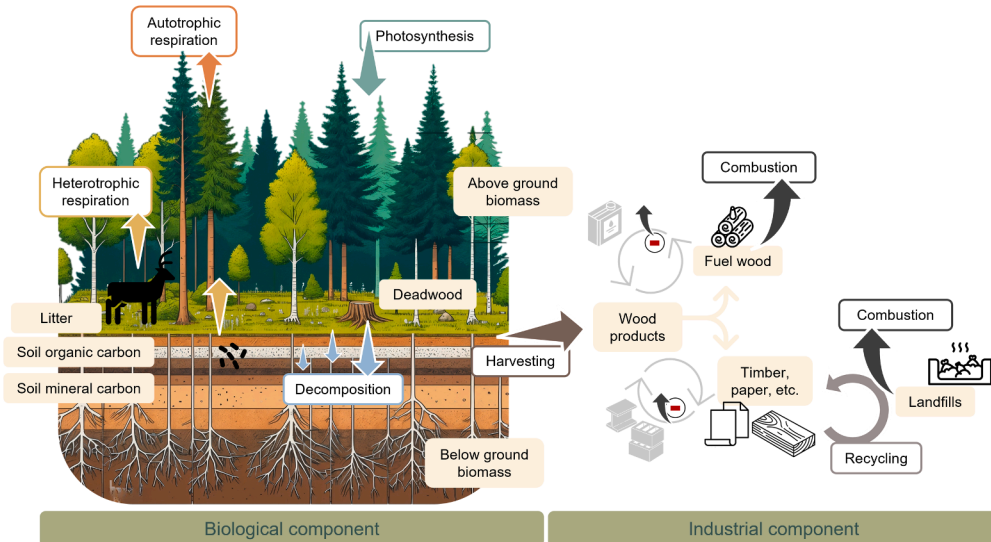 Autotrophic
respiration
Photosynthesis
Heterotrophic
respiration
Above ground
biomass
Combustion
Fuel wood
Deadwood
Litter
Wood
products
Combustion
Soil organic carbon
Harvesting
Soil mineral carbon
Decomposition
Timber,
paper, etc.
Landfills
Below ground
biomass
Recycling
Biological component
Industrial component